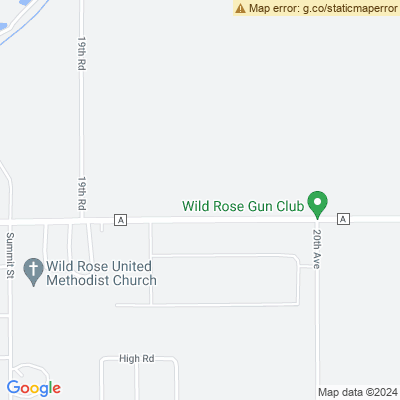 Map error: g.co/staticmaperror
19th Rd
19th Rd
Wild Rose Gun Club
A
A
Summit St
20th Ave
Wild Rose United
Methodist Church
High Rd
Google
Map data ©2024